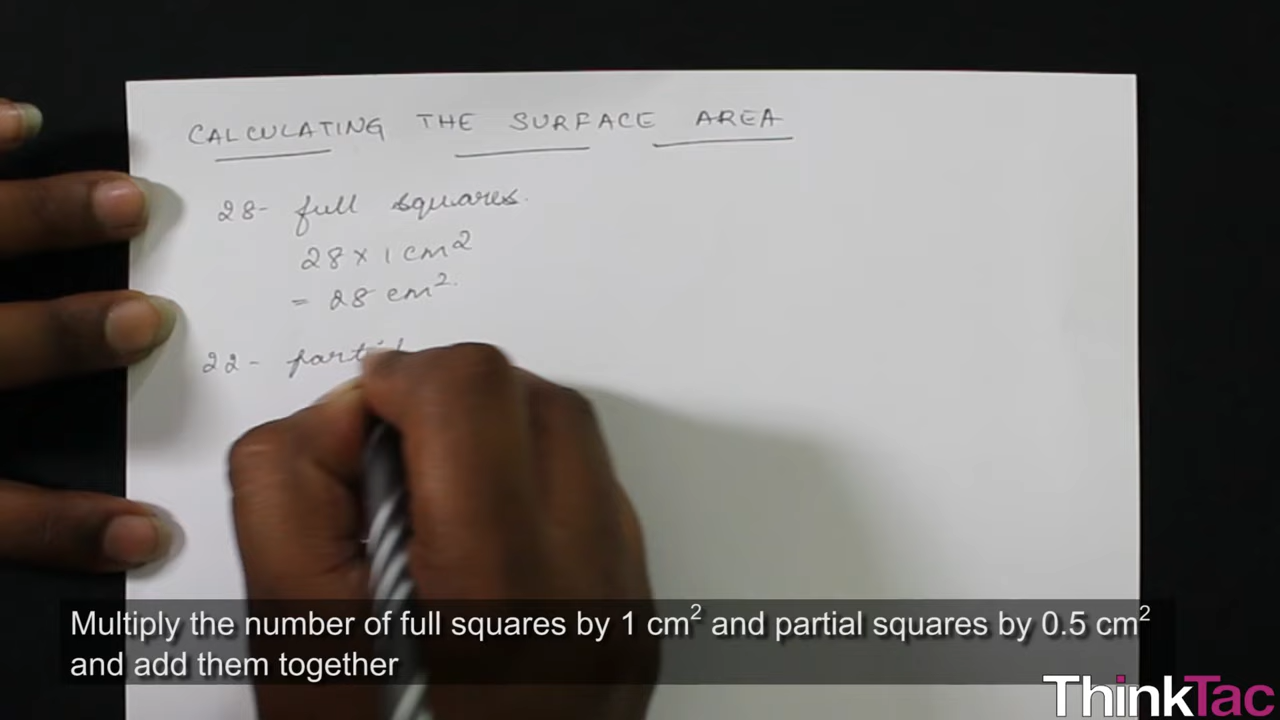 CALCULATING THE SURFACE AREA
28- full squares.
28 x 1 cm²
= 28 cm².
22 -
Multiply the number of full squares by 1 cm² and partial squares by 0.5 cm²
and add them together
ThinkTac